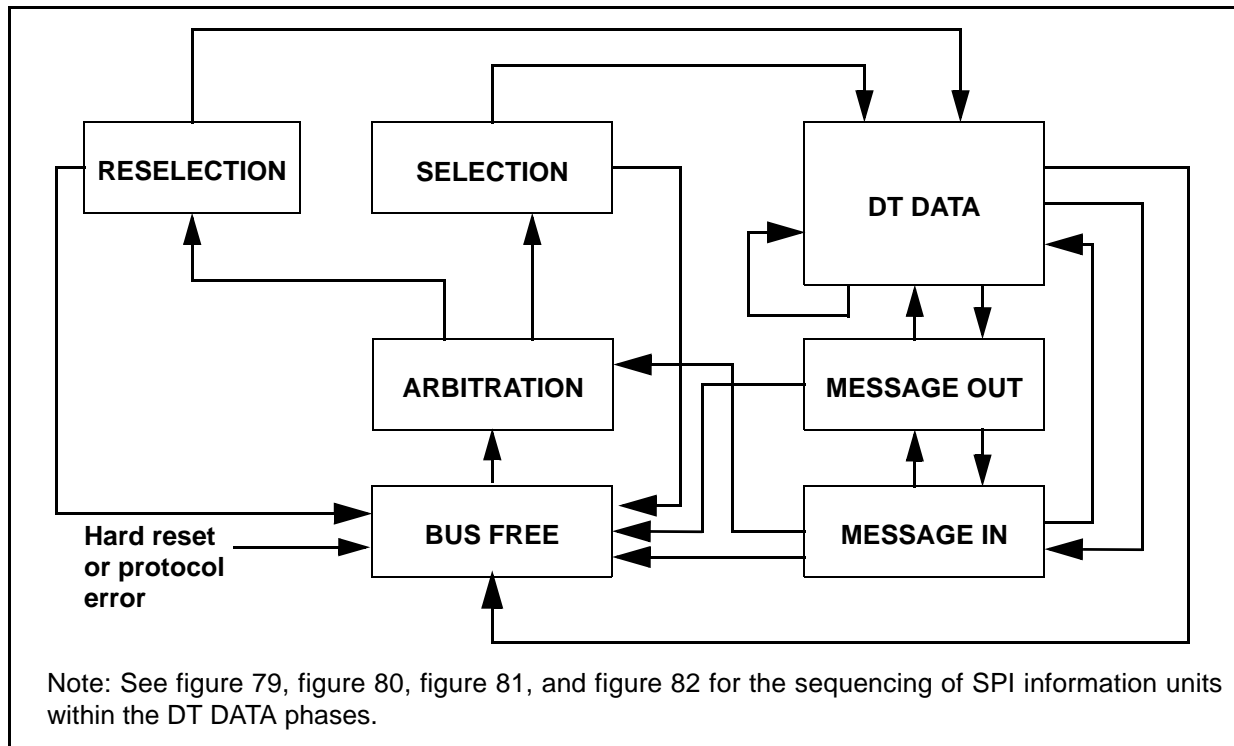 RESELECTION
SELECTION
DT DATA
ARBITRATION
MESSAGE OUT
BUS FREE
MESSAGE IN
Hard reset
or protocol
error
Note: See figure 79, figure 80, figure 81, and figure 82 for the sequencing of SPI information units
within the DT DATA phases.